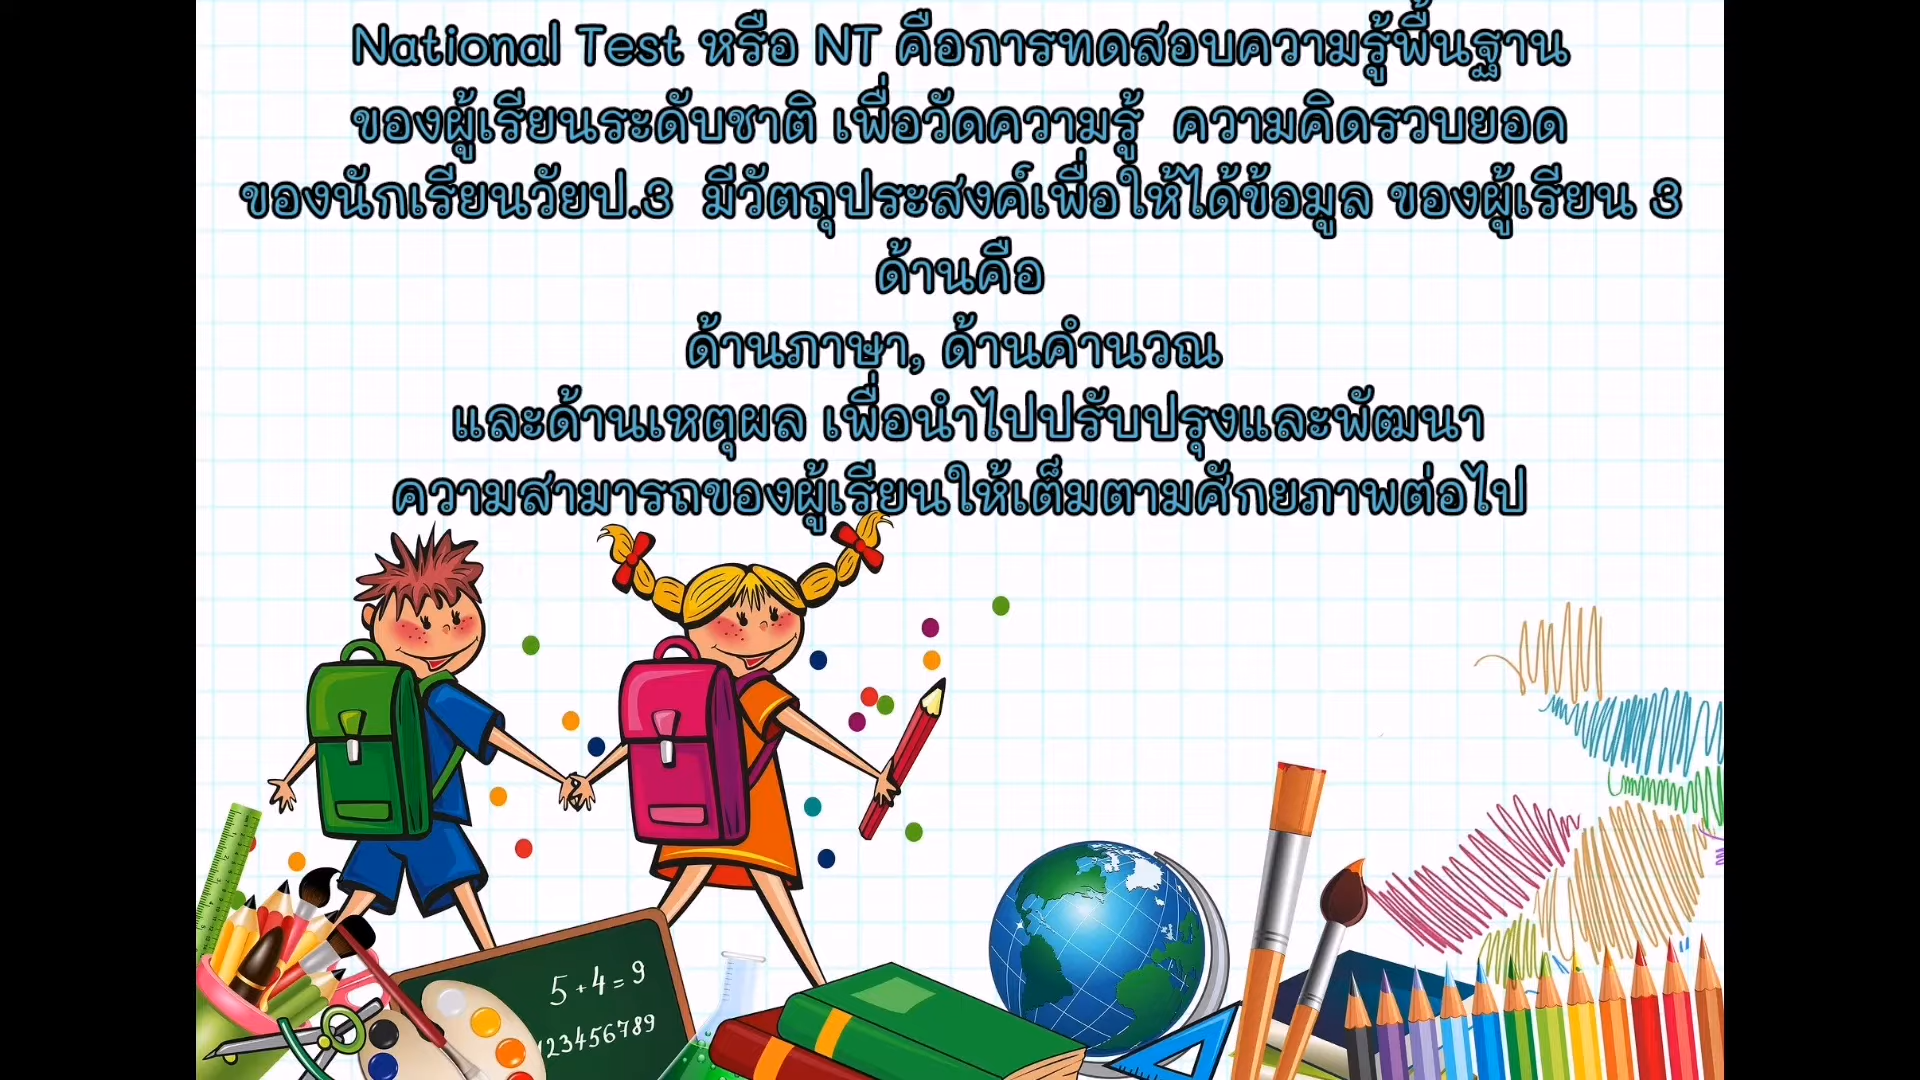 National Test หรือ NT คือการทดสอบความรู้พื้นฐาน
ของผู้เรียนระดับชาติ เพื่อวัดความรู้  ความคิดรวบยอด
ของนักเรียนวัยป.3  มีวัตถุประสงค์เพื่อให้ได้ข้อมูล ของผู้เรียน 3
ด้านคือ
ด้านภาษา, ด้านคำนวณ
และด้านเหตุผล เพื่อนำไปปรับปรุงและพัฒนา
ความสามารถของผู้เรียนให้เต็มตามศักยภาพต่อไป
5+4=9
123456789